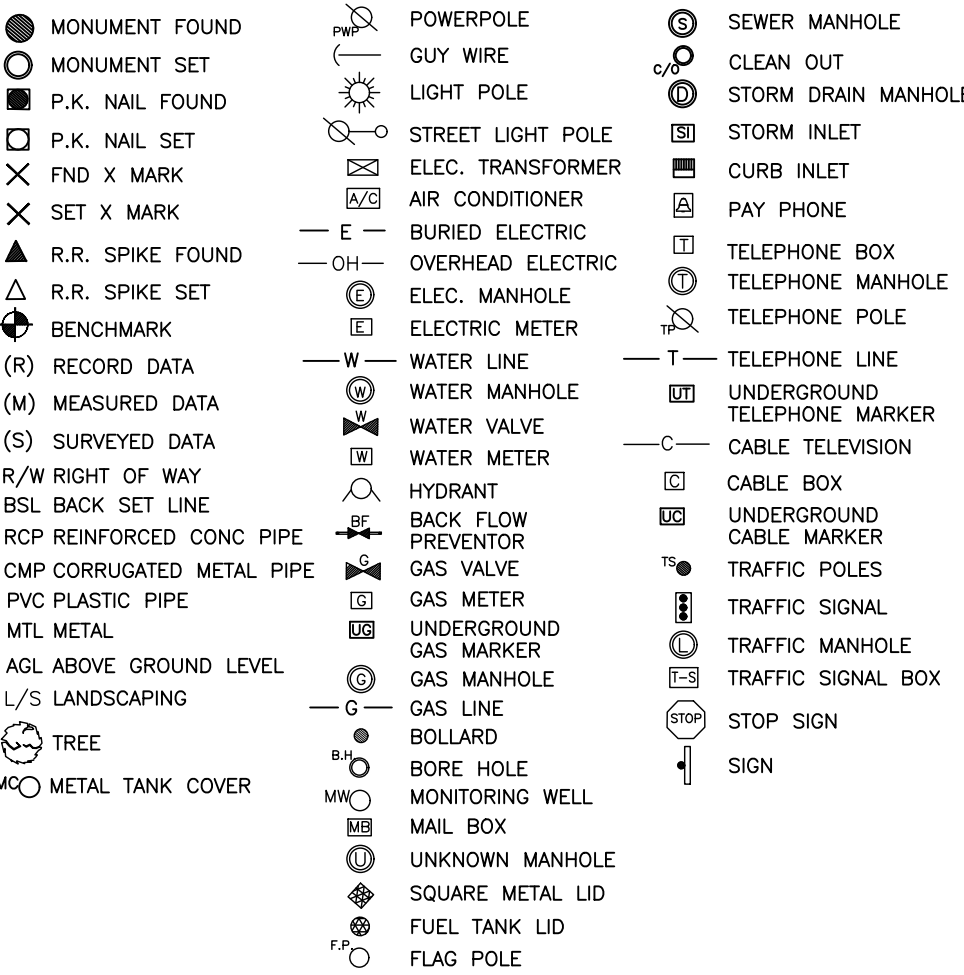 MONUMENT FOUND
MONUMENT SET
P.K. NAIL FOUND
P.K. NAIL SET
FND X MARK
SET X MARK
R.R. SPIKE FOUND
R.R. SPIKE SET
BENCHMARK
(R) RECORD DATA
(M) MEASURED DATA
(S) SURVEYED DATA
R/W RIGHT OF WAY
BSL BACK SET LINE
RCP REINFORCED CONC PIPE
CMP CORRUGATED METAL PIPE
PVC PLASTIC PIPE
MTL METAL
AGL ABOVE GROUND LEVEL
L/S LANDSCAPING
TREE
MC METAL TANK COVER
PWP POWERPOLE
GUY WIRE
LIGHT POLE
STREET LIGHT POLE
ELEC. TRANSFORMER
A/C AIR CONDITIONER
E BURIED ELECTRIC
OH OVERHEAD ELECTRIC
E ELEC. MANHOLE
E ELECTRIC METER
W WATER LINE
W WATER MANHOLE
W WATER VALVE
W WATER METER
HYDRANT
BF BACK FLOW
PREVENTOR
G GAS VALVE
G GAS METER
UG UNDERGROUND
GAS MARKER
G GAS MANHOLE
G GAS LINE
BOLLARD
B.H BORE HOLE
MW MONITORING WELL
MB MAIL BOX
U UNKNOWN MANHOLE
SQUARE METAL LID
FUEL TANK LID
F.P. FLAG POLE
S SEWER MANHOLE
C/O CLEAN OUT
D STORM DRAIN MANHOLE
SI STORM INLET
CURB INLET
PAY PHONE
T TELEPHONE BOX
T TELEPHONE MANHOLE
TP TELEPHONE POLE
T TELEPHONE LINE
UT UNDERGROUND
TELEPHONE MARKER
C CABLE TELEVISION
C CABLE BOX
UC UNDERGROUND
CABLE MARKER
TS TRAFFIC POLES
TRAFFIC SIGNAL
L TRAFFIC MANHOLE
T-S TRAFFIC SIGNAL BOX
STOP STOP SIGN
SIGN